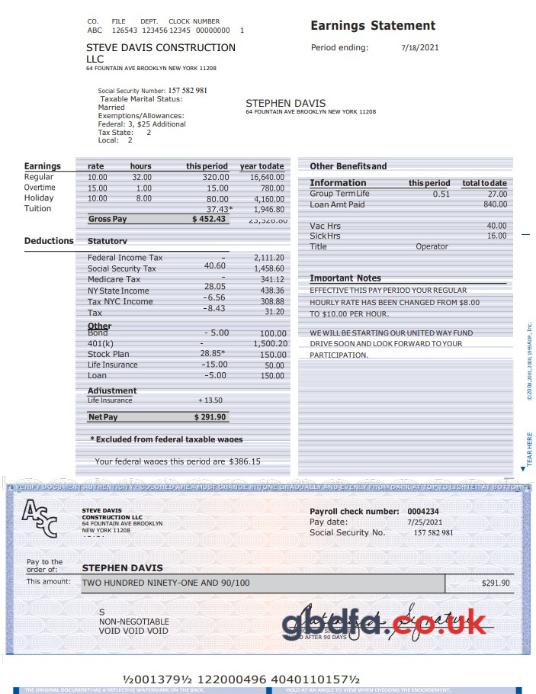 CO. FILE DEPT. CLOCK NUMBER
ABC 126543 123456 12345 00000000 1
Earnings Statement
STEVE DAVIS CONSTRUCTION
LLC
64 FOUNTAIN AVE BROOKLYN NEW YORK 11208
Period ending: 7/18/2021
Social Security Number: 157 582 981
Taxable Marital Status:
Married
Exemptions/Allowances:
Federal: 3, $25 Additional
Tax State: 2
Local: 2
STEPHEN DAVIS
64 FOUNTAIN AVE BROOKLYN NEW YORK 11208
Earnings rate hours this period year to date
Regular 10.00 32.00 320.00 16,640.00
Overtime 15.00 1.00 15.00 780.00
Holiday 10.00 8.00 80.00 4,160.00
Tuition 37.43* 1,946.80
Gross Pay $ 452.43 23,526.80
Deductions Statutory
Federal Income Tax – 2,111.20
Social Security Tax 40.60 1,458.60
Medicare Tax - 341.12
NY State Income 28.05 438.36
Tax NYC Income –6.56 308.88
Tax –8.43 31.20
Other
Bond - 5.00 100.00
401(k) – 1,500.20
Stock Plan 28.85* 150.00
Life Insurance –15.00 50.00
Loan –5.00 150.00
Adjustment
Life Insurance + 13.50
Net Pay $ 291.90
* Excluded from federal taxable wages
Your federal wages this period are $386.15
Other Benefits and
Information this period total to date
Group Term Life 0.51 27.00
Loan Amt Paid 840.00
Vac Hrs 40.00
Sick Hrs 16.00
Title Operator
Important Notes
EFFECTIVE THIS PAY PERIOD YOUR REGULAR
HOURLY RATE HAS BEEN CHANGED FROM $8.00
TO $10.00 PER HOUR.
WE WILL BE STARTING OUR UNITED WAY FUND
DRIVE SOON AND LOOK FORWARD TO YOUR
PARTICIPATION.
TEAR HERE
ASC
STEVE DAVIS
CONSTRUCTION LLC
64 FOUNTAIN AVE BROOKLYN
NEW YORK 11208
Payroll check number: 0004234
Pay date: 7/25/2021
Social Security No. 157 582 981
Pay to the
order of: STEPHEN DAVIS
This amount: TWO HUNDRED NINETY-ONE AND 90/100 $291.90
S
NON-NEGOTIABLE
VOID VOID VOID
Signature
AFTER 90 DAYS
gbdfa.co.uk
½001379½ 122000496 4040110157½
THE ORIGINAL DOCUMENT HAS A REFLECTIVE WATERMARK ON THE BACK.
HOLD AT AN ANGLE TO VIEW WHEN CHECKING THE ENDORSEMENT.